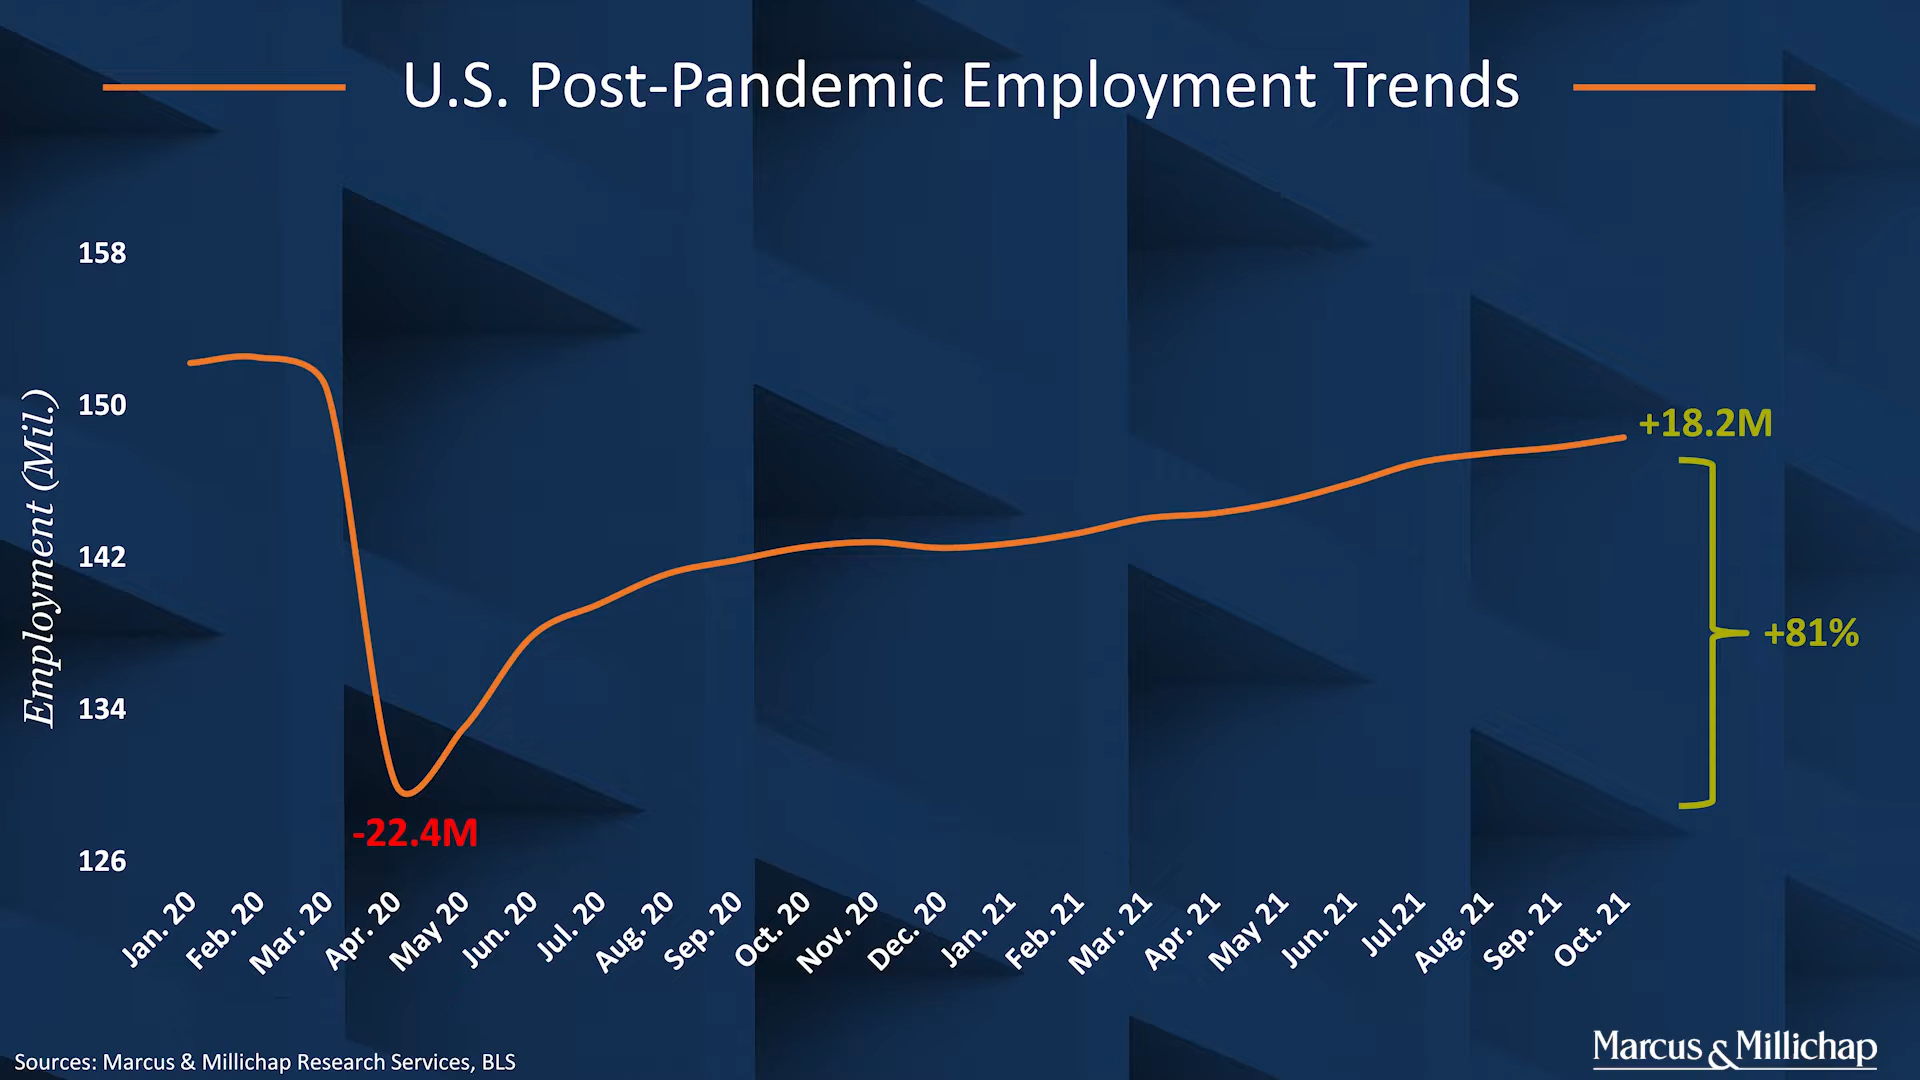 U.S. Post-Pandemic Employment Trends
Employment (Mil.)
158
150
142
134
126
-22.4M
+18.2M
+81%
Jan. 20
Feb. 20
Mar. 20
Apr. 20
May 20
Jun. 20
Jul. 20
Aug. 20
Sep. 20
Oct. 20
Nov. 20
Dec. 20
Jan. 21
Feb. 21
Mar. 21
Apr. 21
May 21
Jun. 21
Jul.21
Aug. 21
Sep. 21
Oct. 21
Sources: Marcus & Millichap Research Services, BLS
Marcus & Millichap